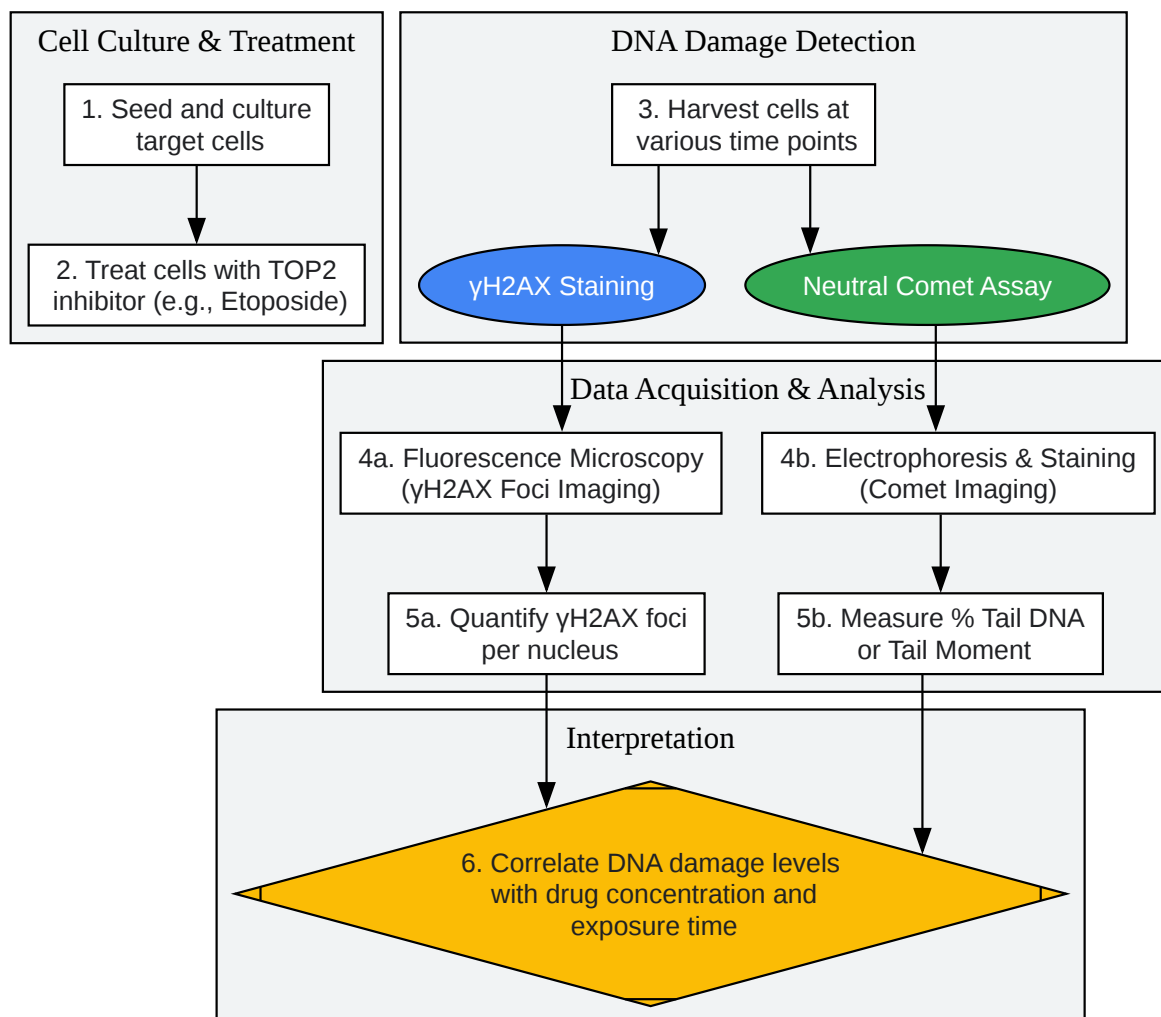 Cell Culture & Treatment
1. Seed and culture
target cells
2. Treat cells with TOP2
inhibitor (e.g., Etoposide)
DNA Damage Detection
3. Harvest cells at
various time points
γH2AX Staining
Neutral Comet Assay
Data Acquisition & Analysis
4a. Fluorescence Microscopy
(γH2AX Foci Imaging)
4b. Electrophoresis & Staining
(Comet Imaging)
5a. Quantify γH2AX foci
per nucleus
5b. Measure % Tail DNA
or Tail Moment
Interpretation
6. Correlate DNA damage levels
with drug concentration and
exposure time